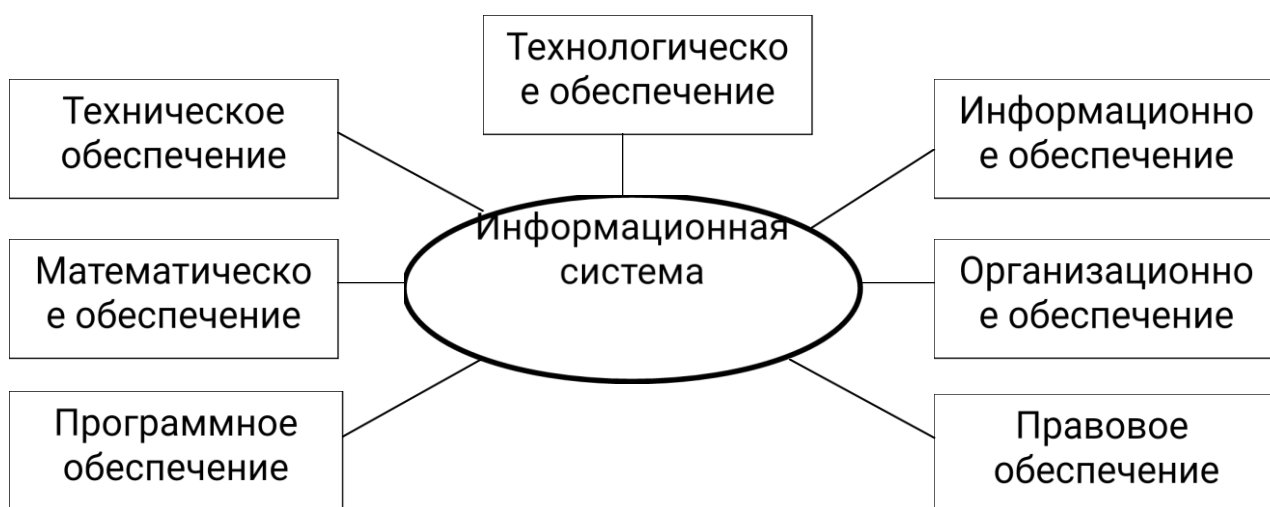 Технологическо
е обеспечение
Техническое
обеспечение
Информационно
е обеспечение
Информационная
система
Математическо
е обеспечение
Организационно
е обеспечение
Программное
обеспечение
Правовое
обеспечение